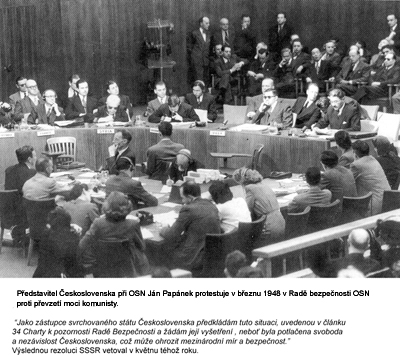 Představitel Československa při OSN Ján Papánek protestuje v březnu 1948 v Radě bezpečnosti OSN
proti převzetí moci komunisty.
"Jako zástupce svrchovaného státu Československa předkládám tuto situaci, uvedenou v článku
34 Charty k pozornosti Radě Bezpečnosti a žádám její vyšetření , neboť byla potlačena svoboda
a nezávislost Československa, což může ohrozit mezinárodní mír a bezpečnost."
Výslednou rezoluci SSSR vetoval v květnu téhož roku.